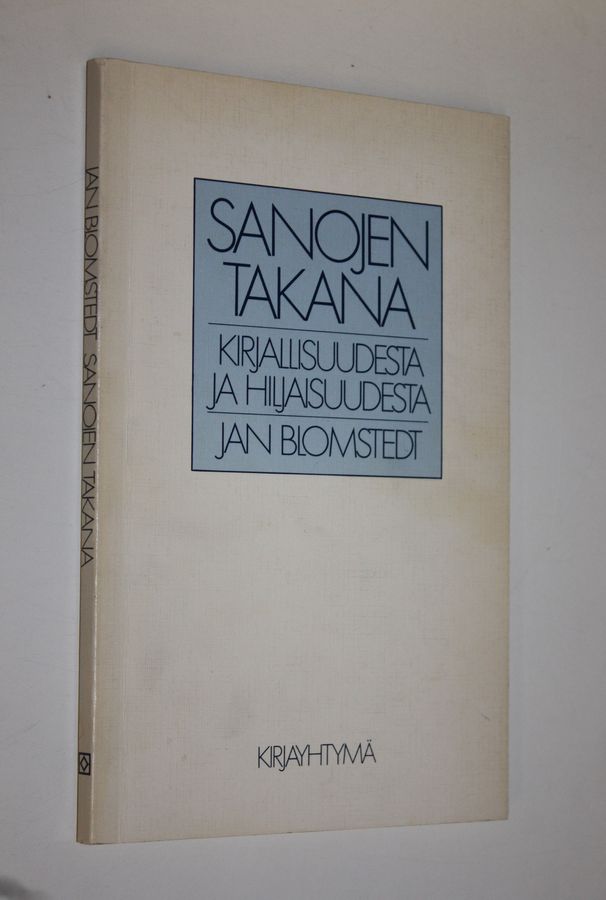 SANOJEN
TAKANA
KIRJALLISUUDESTA
JA HILJAISUUDESTA
JAN BLOMSTEDT
KIRJAYHTYMÄ
JAN BLOMSTEDT SANOJEN TAKANA